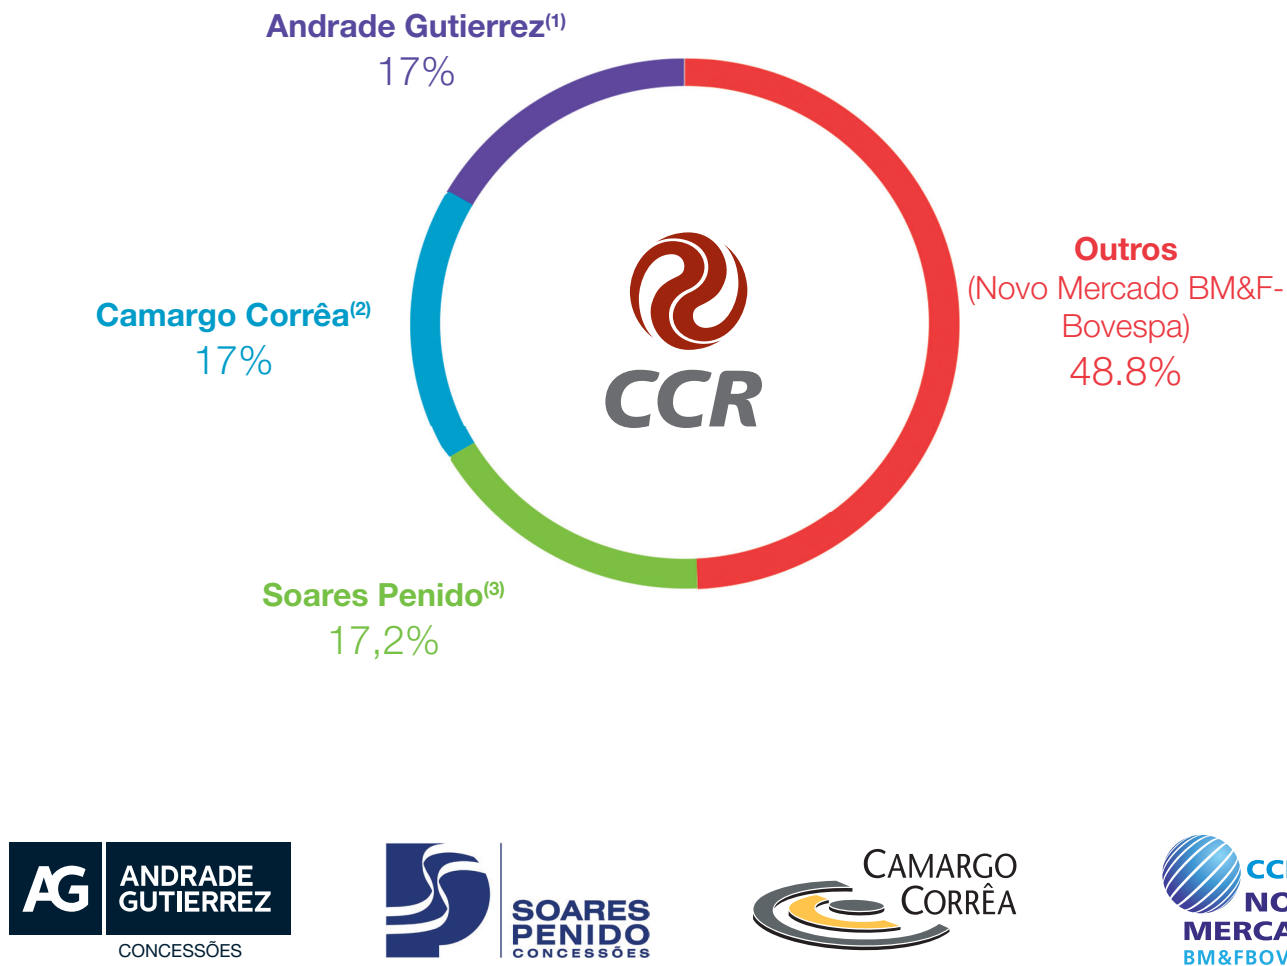 Andrade Gutierrez(1)
17%
Outros
(Novo Mercado BM&F-
Bovespa)
48.8%
Camargo Corrêa(2)
17%
CCR
Soares Penido(3)
17,2%
AG ANDRADE
GUTIERREZ
CONCESSÕES
SOARES
PENIDO
CONCESSÕES
CAMARGO
CORRÊA